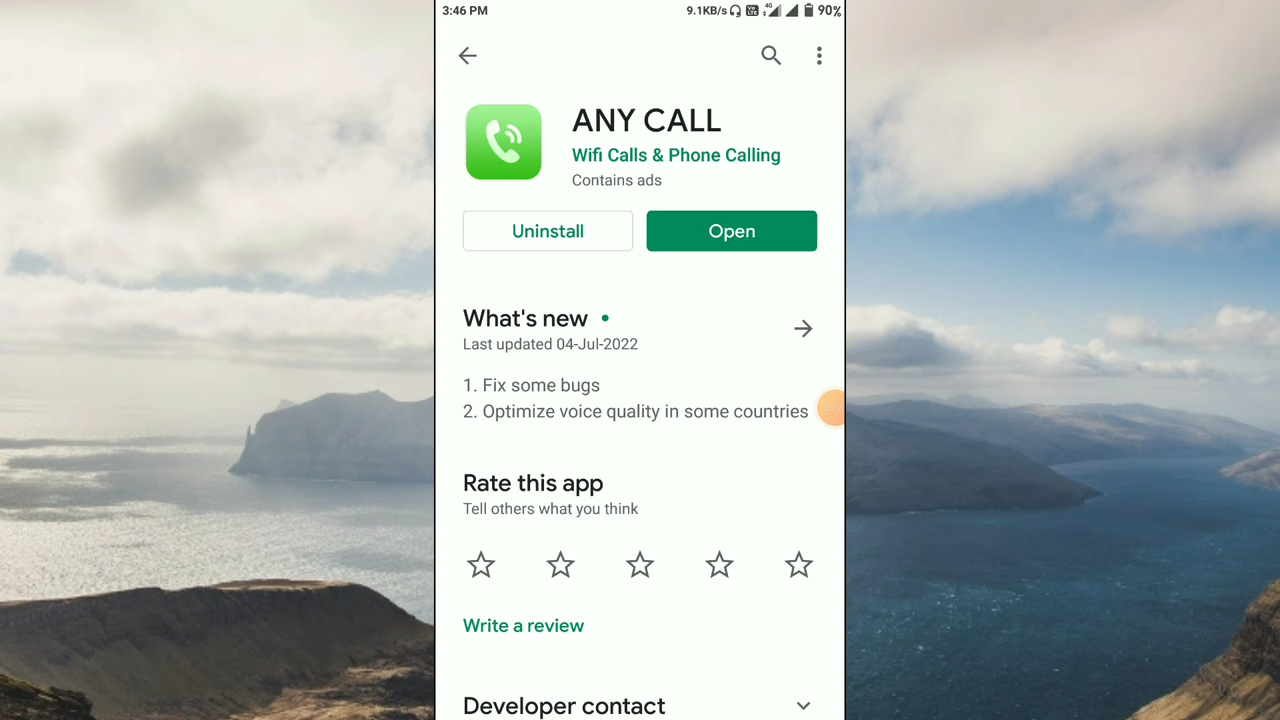 3:46 PM 9.1KB/s 4G 90%
ANY CALL
Wifi Calls & Phone Calling
Contains ads
Uninstall Open
What's new
Last updated 04-Jul-2022
1. Fix some bugs
2. Optimize voice quality in some countries
Rate this app
Tell others what you think
Write a review
Developer contact